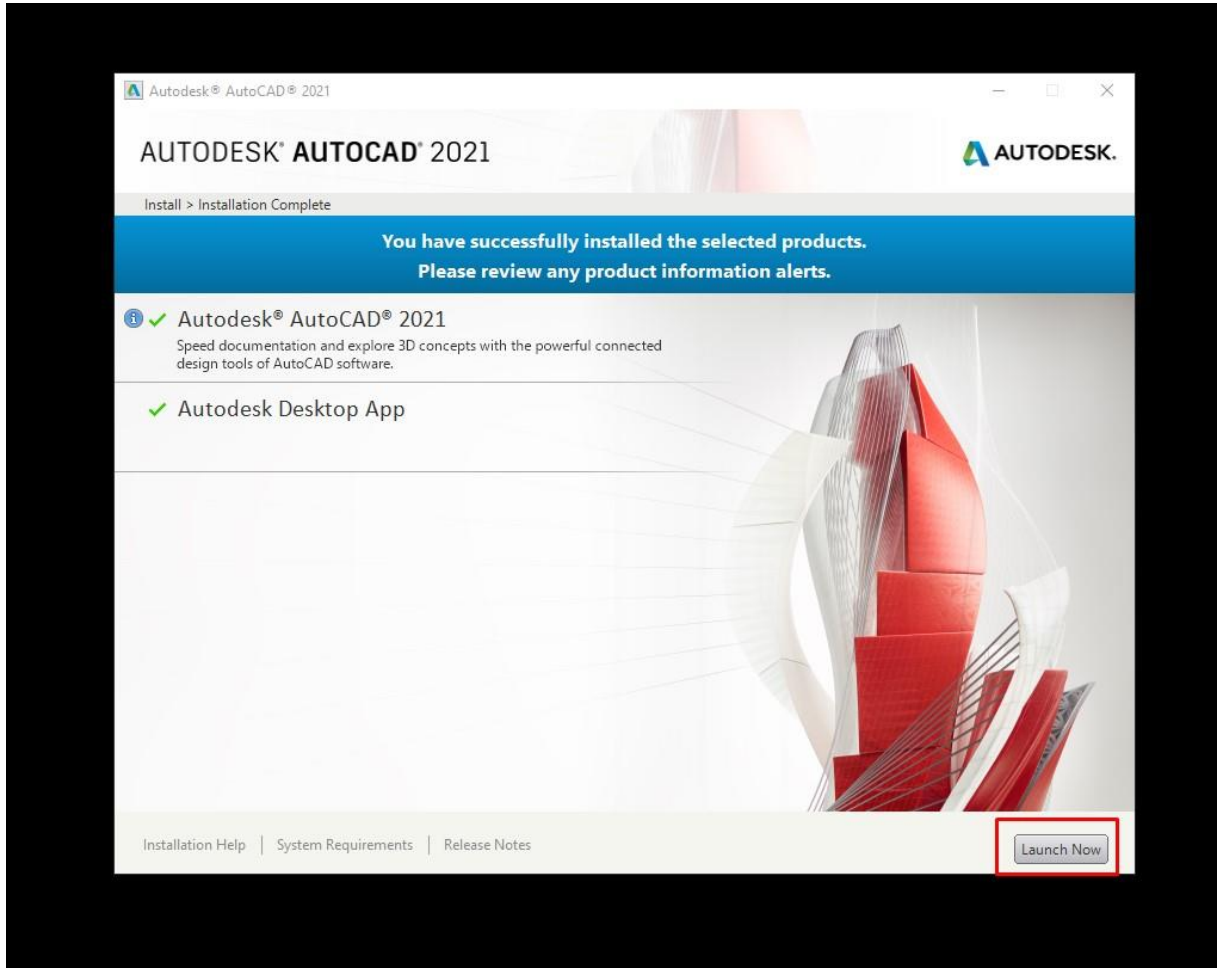 Autodesk® AutoCAD® 2021
AUTODESK® AUTOCAD® 2021
AUTODESK.
Install > Installation Complete
You have successfully installed the selected products.
Please review any product information alerts.
Autodesk® AutoCAD® 2021
Speed documentation and explore 3D concepts with the powerful connected
design tools of AutoCAD software.
Autodesk Desktop App
Installation Help | System Requirements | Release Notes
Launch Now